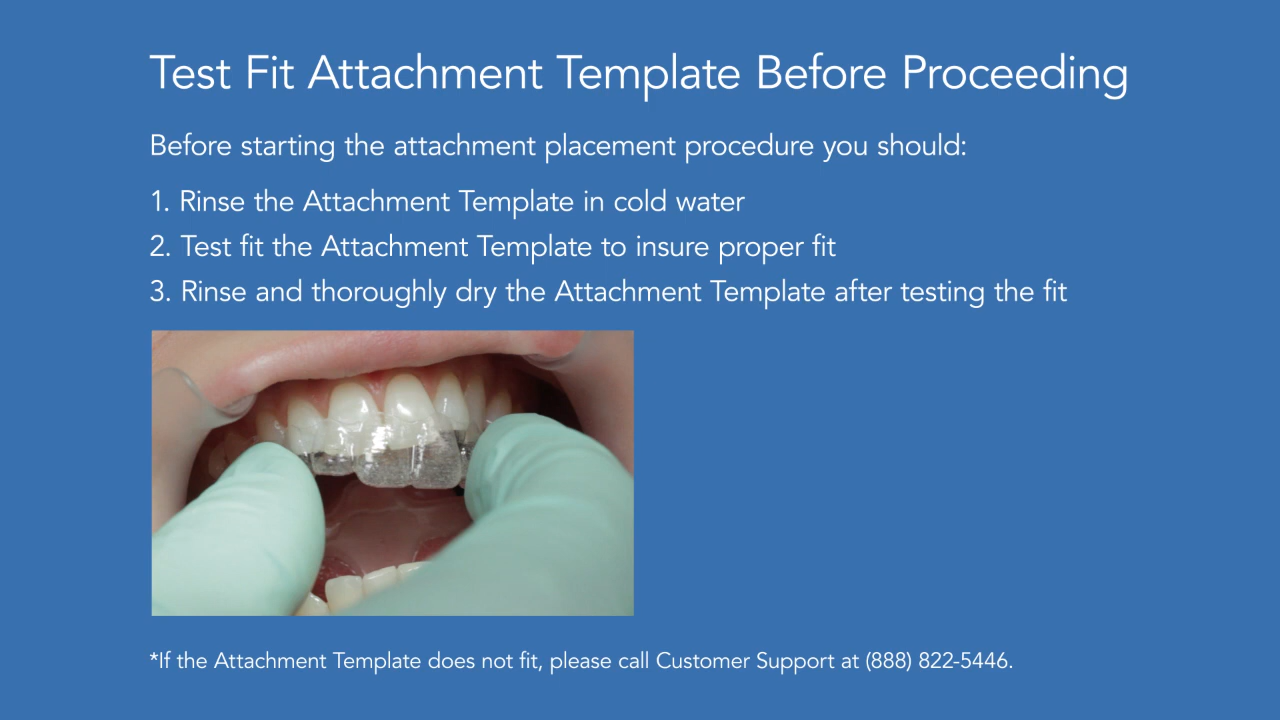 Test Fit Attachment Template Before Proceeding
Before starting the attachment placement procedure you should:
1. Rinse the Attachment Template in cold water
2. Test fit the Attachment Template to insure proper fit
3. Rinse and thoroughly dry the Attachment Template after testing the fit
*If the Attachment Template does not fit, please call Customer Support at (888) 822-5446.